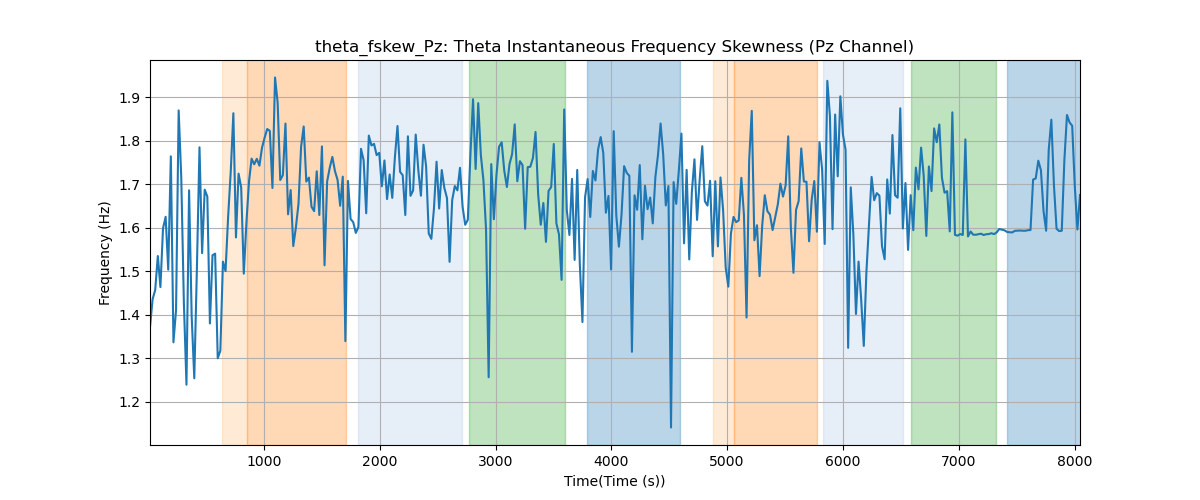 theta_fskew_Pz: Theta Instantaneous Frequency Skewness (Pz Channel)
Frequency (Hz)
1.9
1.8
1.7
1.6
1.5
1.4
1.3
1.2
1000 2000 3000 4000 5000 6000 7000 8000
Time(Time (s))